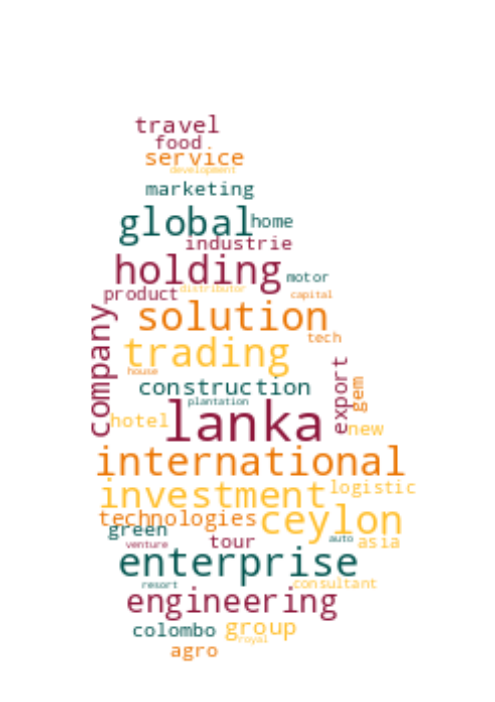 travel
food
service
development
marketing
global home
industrie
holding motor
product distributor capital
company
solution
tech
trading
house
construction
plantation
export
gem
hotel lanka new
international
investment logistic
technologies ceylon
green
venture tour auto asia
enterprise
resort consultant
engineering
colombo group
royal
agro